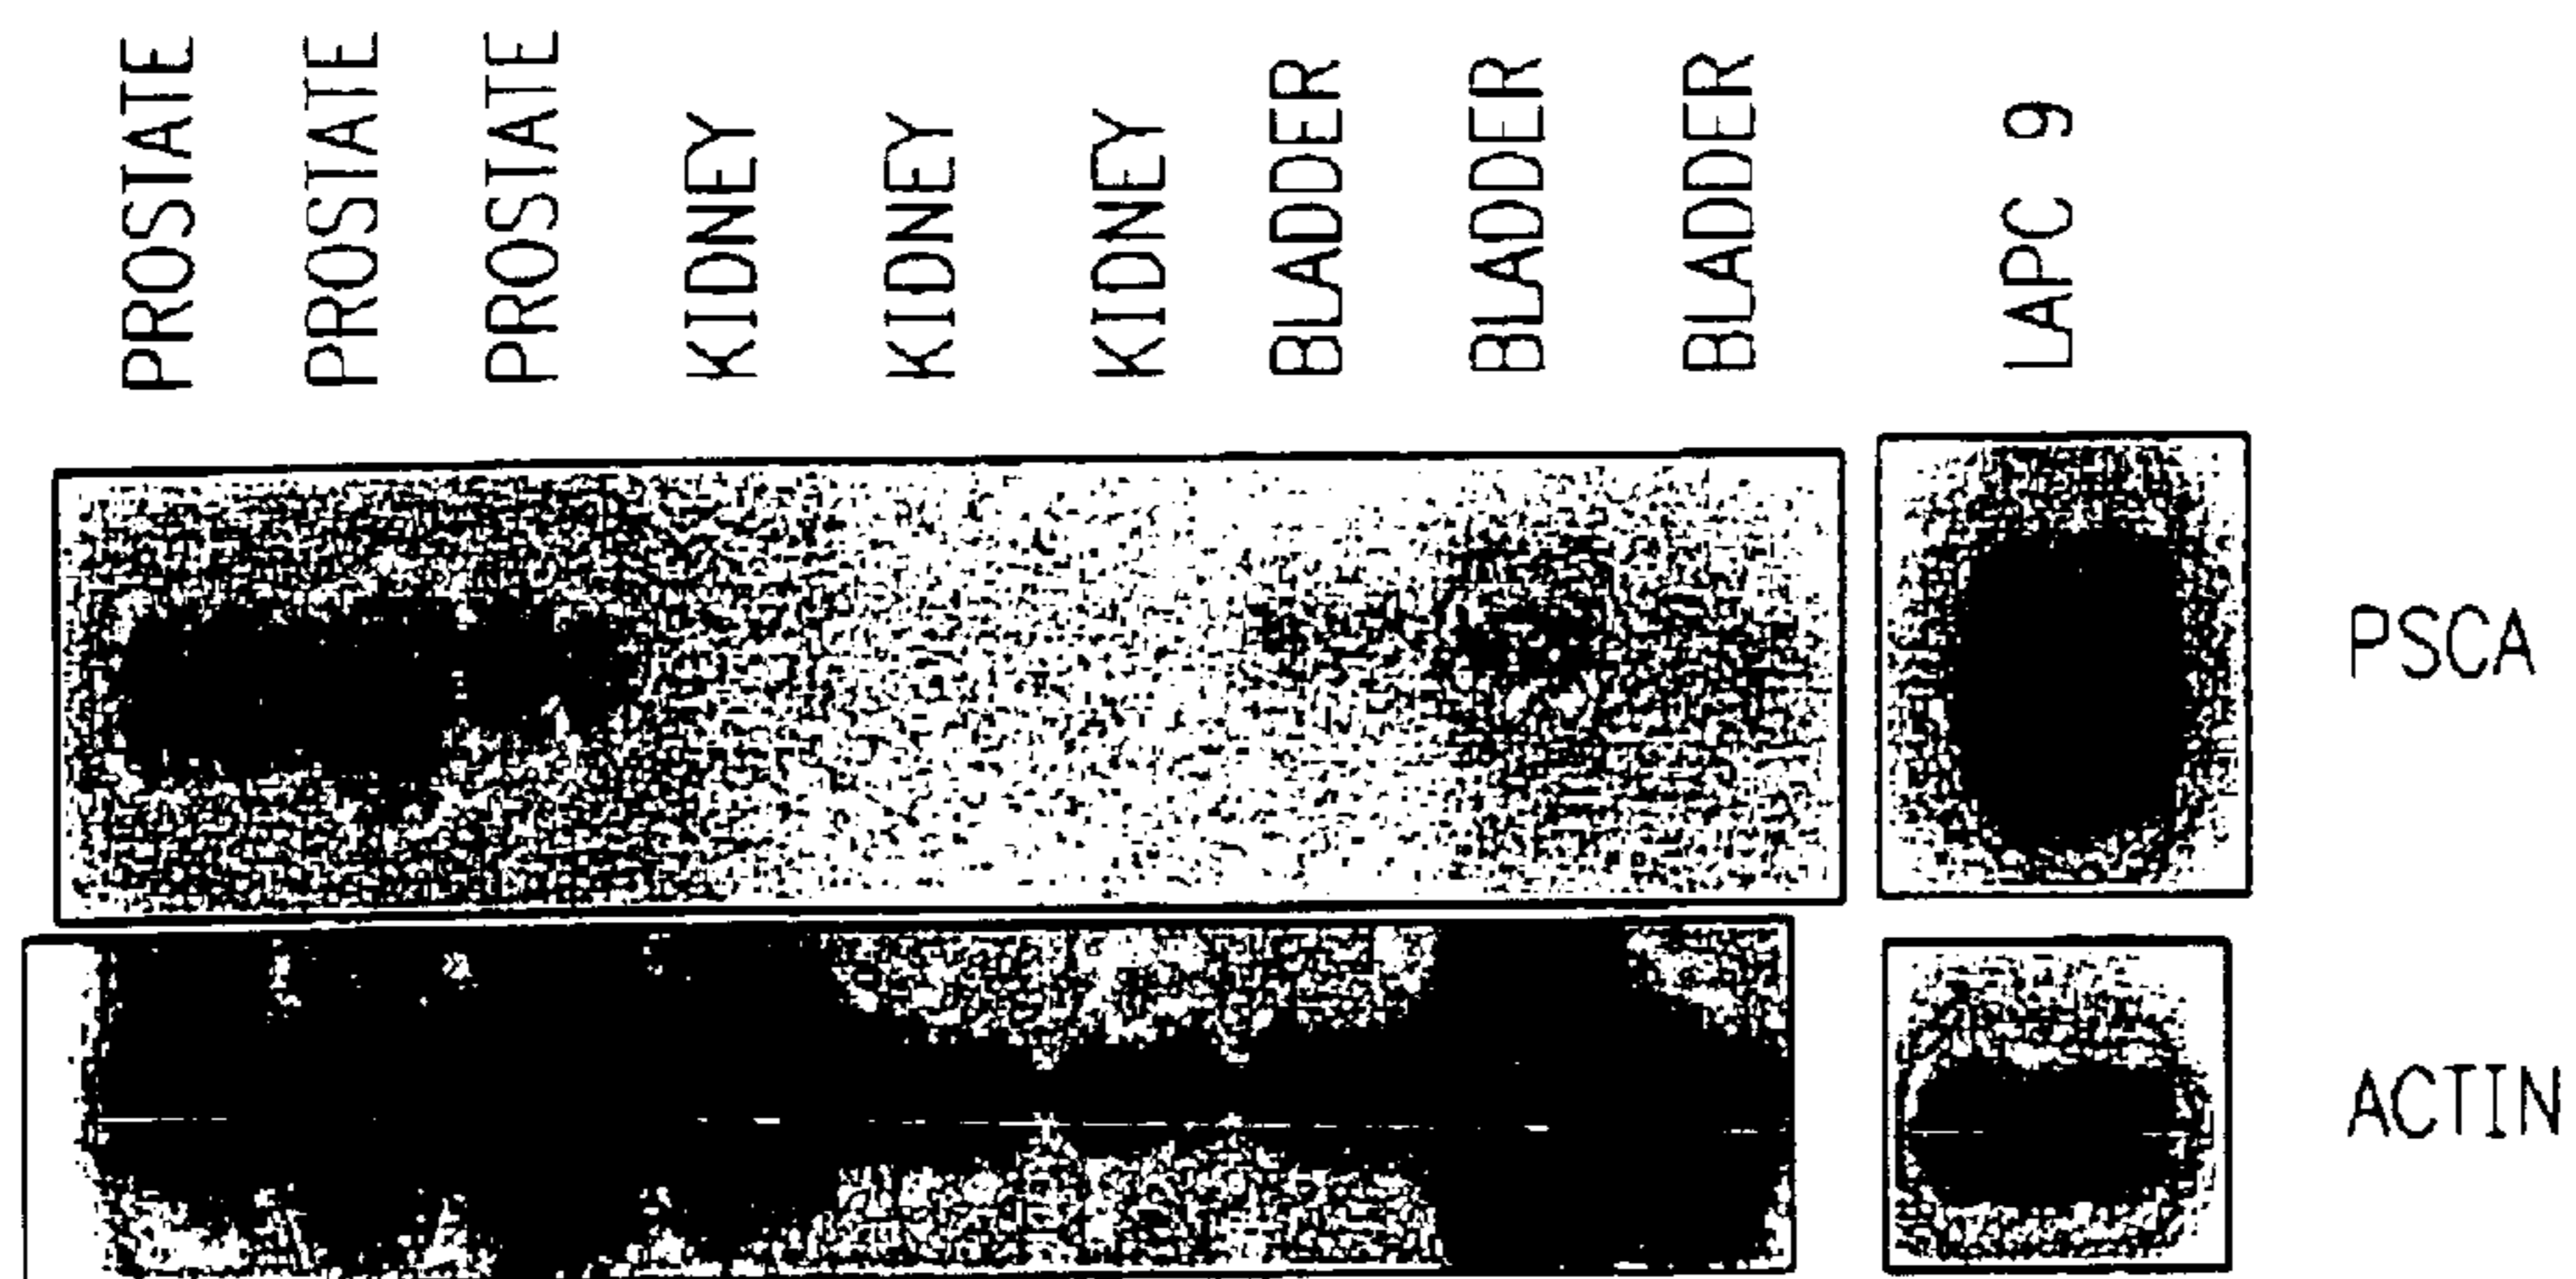 PROSTATE
PROSTATE
PROSTATE
KIDNEY
KIDNEY
KIDNEY
BLADDER
BLADDER
BLADDER
LAPC 9
PSCA
ACTIN